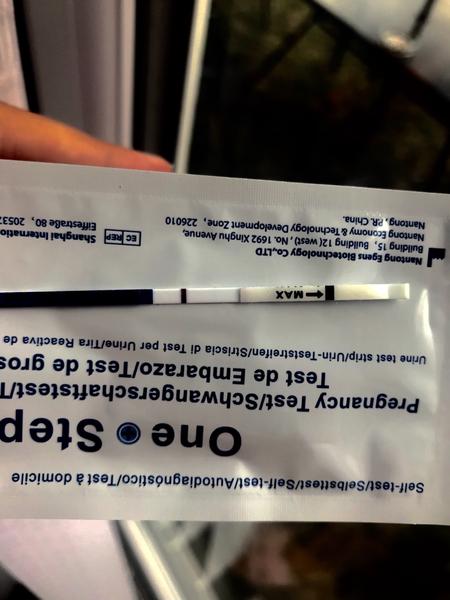 Self-test/Selbsttest/Self-test/Autodiagnóstico/Test à domicile
One Step
Pregnancy Test/Schwangerschaftstest/T
Test de Embarazo/Test de gros
Urine test strip/Urin-Teststreifen/Striscia di Test per Urine/Tira Reactiva de
MAX
Nantong Egens Biotechnology Co.,LTD
Building 15, Building 12( west) , No. 1692 Xinghu Avenue,
Nantong Economy & Technology Development Zone, 226010
Nantong, P.R. China.
EC REP
Shanghai Internatio
Eiffestraße 80, 20537